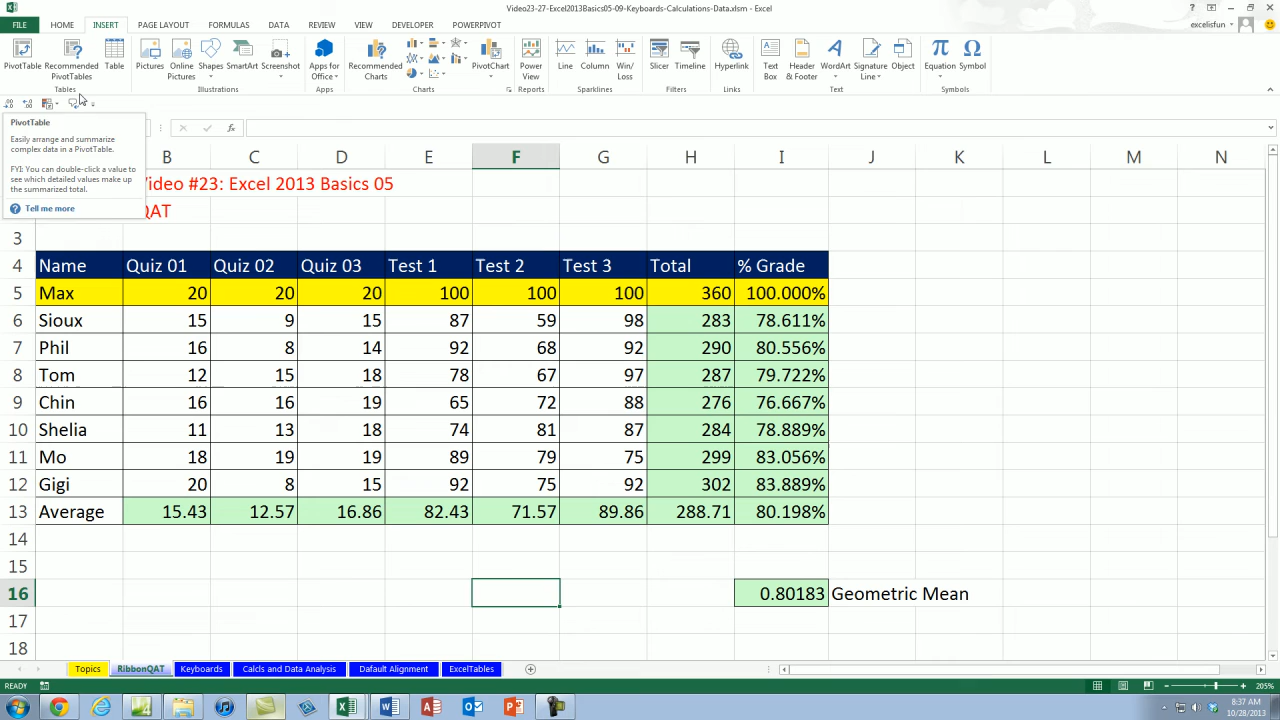 Video23-27-Excel2013Basics05-09-Keyboards-Calculations-Data.xlsm - Excel
FILE HOME INSERT PAGE LAYOUT FORMULAS DATA REVIEW VIEW DEVELOPER POWERPIVOT
excelisfun
PivotTable Recommended PivotTables Table Pictures Online Pictures Shapes SmartArt Screenshot Apps for Office Recommended Charts PivotChart Power View Line Column Win/Loss Slicer Timeline Hyperlink Text Box Header & Footer WordArt Signature Line Object Equation Symbol
Tables Illustrations Apps Charts Reports Sparklines Filters Links Text Symbols
PivotTable
Easily arrange and summarize
complex data in a PivotTable.
FYI: You can double-click a value to
see which detailed values make up
the summarized total.
Tell me more
fx
B C D E F G H I J K L M N
Video #23: Excel 2013 Basics 05
QAT
3
4 Name Quiz 01 Quiz 02 Quiz 03 Test 1 Test 2 Test 3 Total % Grade
5 Max 20 20 20 100 100 100 360 100.000%
6 Sioux 15 9 15 87 59 98 283 78.611%
7 Phil 16 8 14 92 68 92 290 80.556%
8 Tom 12 15 18 78 67 97 287 79.722%
9 Chin 16 16 19 65 72 88 276 76.667%
10 Shelia 11 13 18 74 81 87 284 78.889%
11 Mo 18 19 19 89 79 75 299 83.056%
12 Gigi 20 8 15 92 75 92 302 83.889%
13 Average 15.43 12.57 16.86 82.43 71.57 89.86 288.71 80.198%
14
15
16 0.80183 Geometric Mean
17
18
Topics RibbonQAT Keyboards Calcls and Data Analysis Dafault Alignment ExcelTables
READY 205%
8:37 AM
10/28/2013